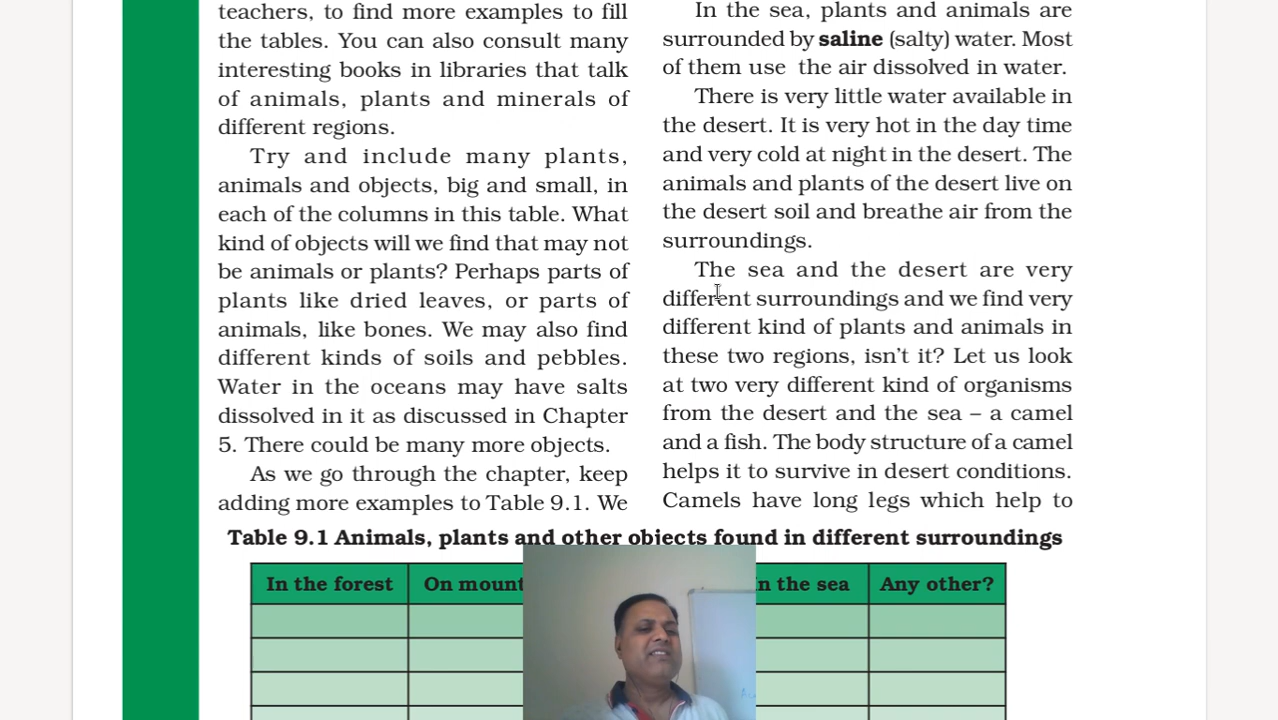 teachers, to find more examples to fill
the tables. You can also consult many
interesting books in libraries that talk
of animals, plants and minerals of
different regions.
Try and include many plants,
animals and objects, big and small, in
each of the columns in this table. What
kind of objects will we find that may not
be animals or plants? Perhaps parts of
plants like dried leaves, or parts of
animals, like bones. We may also find
different kinds of soils and pebbles.
Water in the oceans may have salts
dissolved in it as discussed in Chapter
5. There could be many more objects.
As we go through the chapter, keep
adding more examples to Table 9.1. We
In the sea, plants and animals are
surrounded by saline (salty) water. Most
of them use the air dissolved in water.
There is very little water available in
the desert. It is very hot in the day time
and very cold at night in the desert. The
animals and plants of the desert live on
the desert soil and breathe air from the
surroundings.
The sea and the desert are very
different surroundings and we find very
different kind of plants and animals in
these two regions, isn't it? Let us look
at two very different kind of organisms
from the desert and the sea – a camel
and a fish. The body structure of a camel
helps it to survive in desert conditions.
Camels have long legs which help to
Table 9.1 Animals, plants and other objects found in different surroundings
In the forest On mount n the sea Any other?